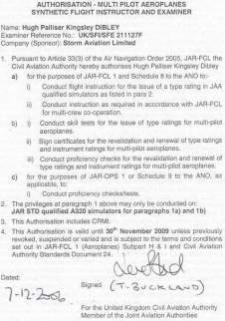 AUTHORISATION - MULTI PILOT AEROPLANES
SYNTHETIC FLIGHT INSTRUCTOR AND EXAMINER
Name: Hugh Palliser Kingsley DIBLEY
Examiner Reference No.: UK/SFI/SFE 211127F
Company (Sponsor): Storm Aviation Limited
1. Pursuant to Article 33(3) of the Air Navigation Order 2005, JAR-FCL the
Civil Aviation Authority hereby authorises Hugh Palliser Kingsley Dibley
a) for the purposes of JAR-FCL 1 and Schedule 8 to the ANO to:-
i) Conduct flight instruction for the issue of a type rating in JAA
qualified simulators as listed in para 2
ii) Conduct instruction as required in accordance with JAR-FCL
for multi-crew co-operation.
b) i) Conduct skill tests for the issue of type ratings for multi-pilot
aeroplanes.
ii) Sign certificates for the revalidation and renewal of type ratings
and instrument ratings for multi-pilot aeroplanes.
iii) Conduct proficiency checks for the revalidation and renewal of
type ratings and instrument ratings for multi-pilot aeroplanes.
c) for the purposes of JAR-OPS 1 or Schedule 9 to the ANO, as
applicable, to:
i) Conduct proficiency checks/tests.
2. The privileges at paragraph 1 above may only be conducted on:
JAR STD qualified A320 simulators for paragraphs 1a) and 1b)
3. This Authorisation includes CRMI.
4. This Authorisation is valid until 30th November 2009 unless previously
revoked, suspended or varied and is subject to the terms and conditions
set out in JAR-FCL 1 (Aeroplanes) Subpart H & I and Civil Aviation
Authority Standards Document 24.
Dated:
7-12-2006
Signed (T. BUCKLAND)
For the United Kingdom Civil Aviation Authority
Member of the Joint Aviation Authorities